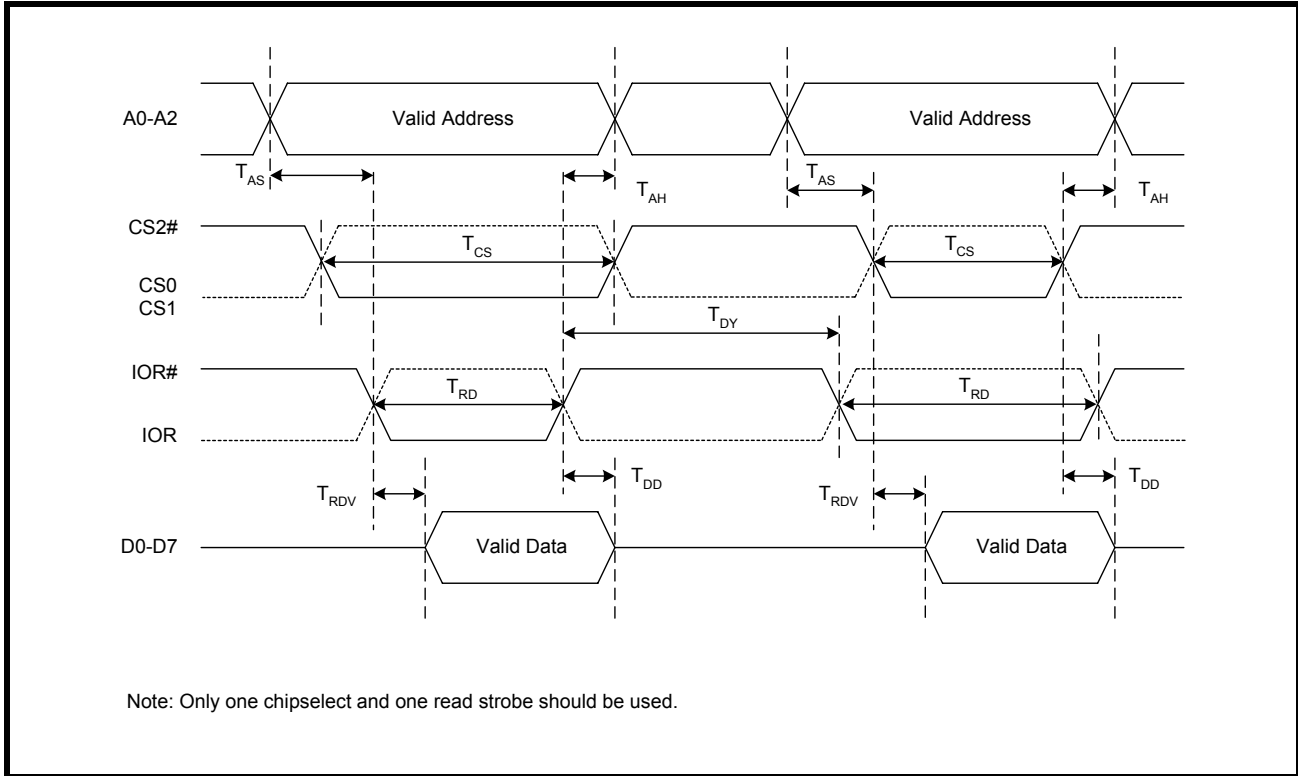 A0-A2
Valid Address
Valid Address
TAS
TAH
TAS
TAH
CS2#
TCS
TCS
CS0
CS1
TDY
IOR#
TRD
TRD
IOR
TRDV
TDD
TRDV
TDD
D0-D7
Valid Data
Valid Data
Note: Only one chipselect and one read strobe should be used.